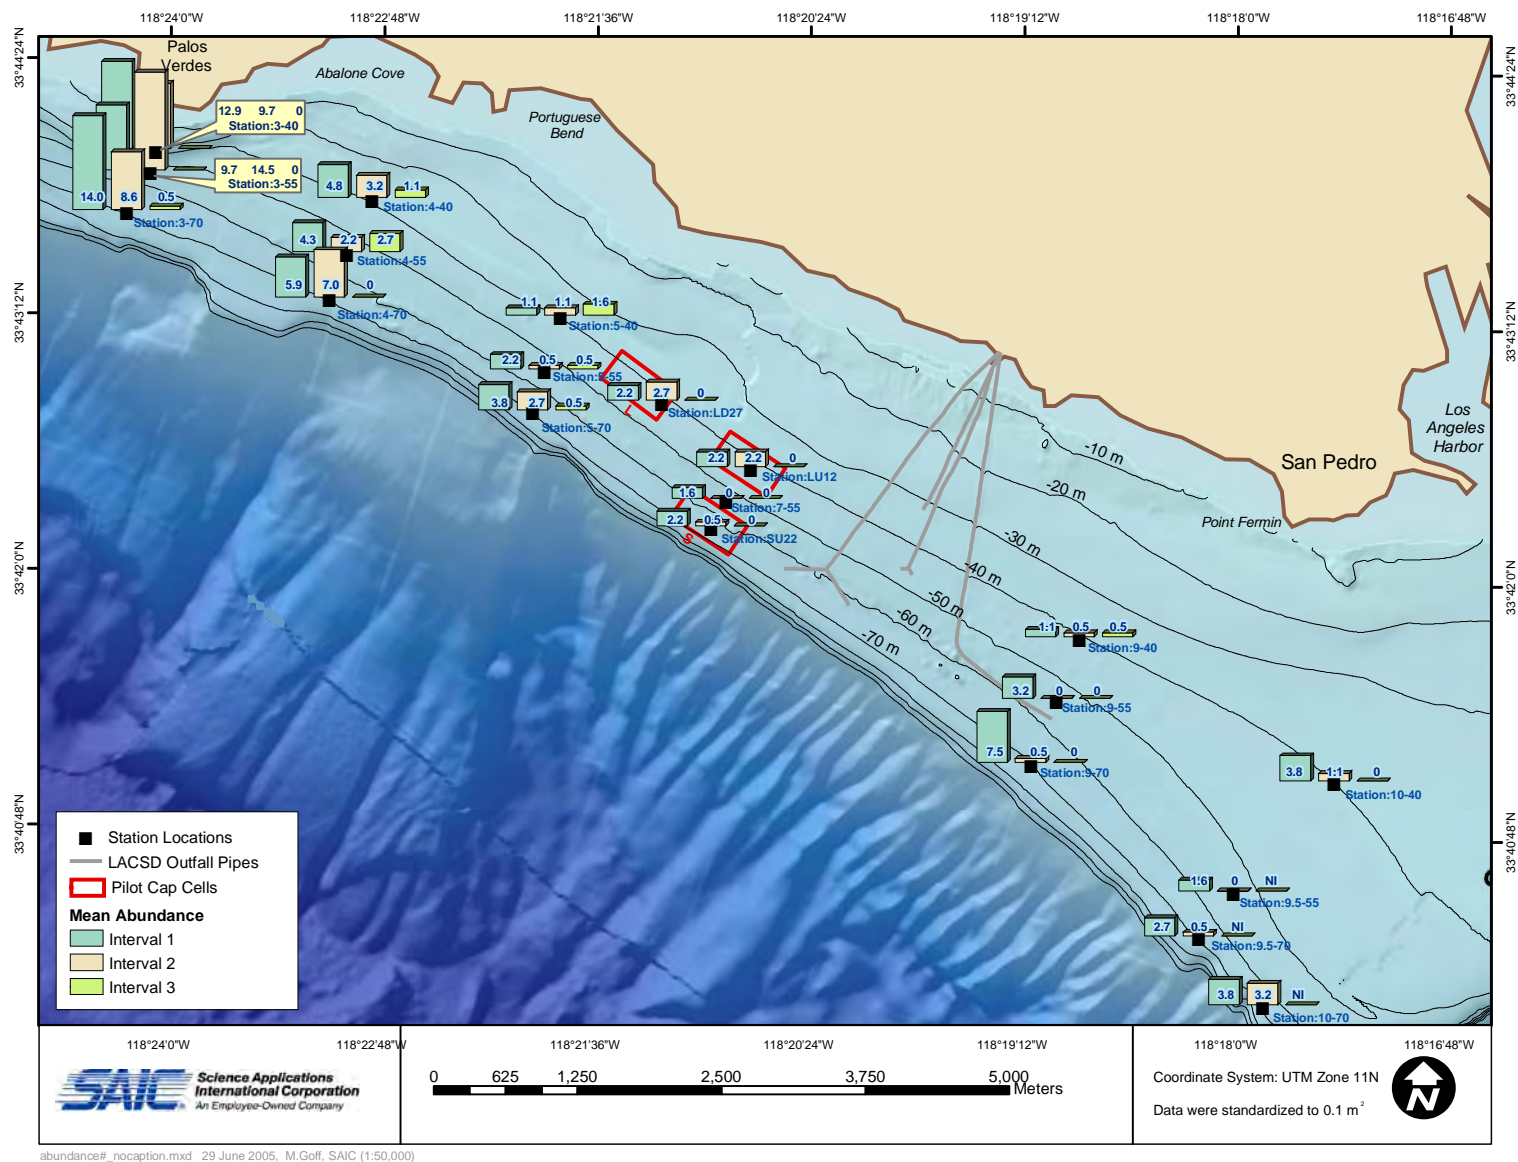 118°24'0"W
118°22'48"W
118°21'36"W
118°20'24"W
118°19'12"W
118°18'0"W
118°16'48"W
33°44'24"N
33°43'12"N
33°42'0"N
33°40'48"N
33°44'24"N
33°43'12"N
33°42'0"N
33°40'48"N
Palos
Verdes
Abalone Cove
Portuguese
Bend
12.9 9.7 0
Station:3-40
9.7 14.5 0
Station:3-55
14.0 8.6 0.5
Station:3-70
4.8 3.2 1.1
Station:4-40
4.3 2.2 2.7
Station:4-55
5.9 7.0 0
Station:4-70
1.1 1.1 1.6
Station:5-40
2.2 0.5 0.5
Station:5-55
3.8 2.7 0.5
Station:5-70
2.2 2.7 0
Station:LD27
L
2.2 2.2 0
Station:LU12
1.6 0 0
Station:7-55
2.2 0.5 0
Station:SU22
S
-10 m
-20 m
-30 m
-40 m
-50 m
-60 m
-70 m
San Pedro
Los
Angeles
Harbor
Point Fermin
1.1 0.5 0.5
Station:9-40
3.2 0 0
Station:9-55
7.5 0.5 0
Station:9-70
3.8 1.1 0
Station:10-40
1.6 0 NI
Station:9.5-55
2.7 0.5 NI
Station:9.5-70
3.8 3.2 NI
Station:10-70
Station Locations
LACSD Outfall Pipes
Pilot Cap Cells
Mean Abundance
Interval 1
Interval 2
Interval 3
118°24'0"W
118°22'48"W
118°21'36"W
118°20'24"W
118°19'12"W
118°18'0"W
118°16'48"W
SAIC
Science Applications
International Corporation
An Employee-Owned Company
0 625 1,250 2,500 3,750 5,000
Meters
Coordinate System: UTM Zone 11N
Data were standardized to 0.1 m²
N
abundance#_nocaption.mxd 29 June 2005, M.Goff, SAIC (1:50,000)